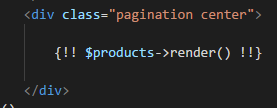 <div class="pagination center">
{!! $products->render() !!}
</div>